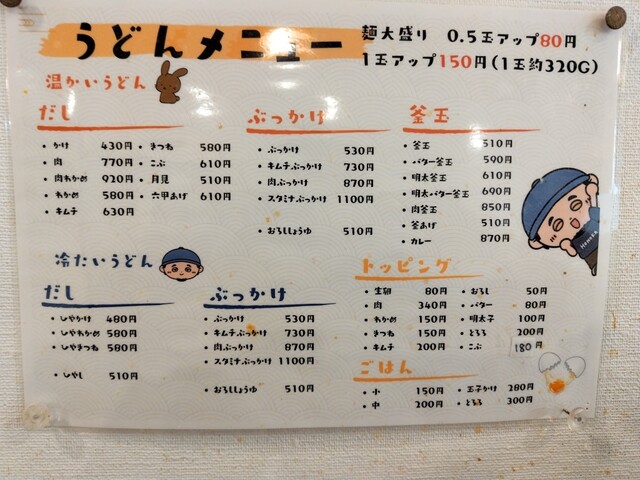 うどんメニュー
麺大盛り 0.5玉アップ80円
1玉アップ150円(1玉約320G)
温かいうどん
だし
・かけ 430円 ・きつね 580円
・肉 770円 ・こぶ 610円
・肉わかめ 920円 ・月見 510円
・わかめ 580円 ・六甲あげ 610円
・キムチ 630円
ぶっかけ
・ぶっかけ 530円
・キムチぶっかけ 730円
・肉ぶっかけ 870円
・スタミナぶっかけ 1100円
・おろししょうゆ 510円
釜玉
・釜玉 510円
・バター釜玉 590円
・明太釜玉 610円
・明太バター釜玉 690円
・肉釜玉 850円
・釜あげ 510円
・カレー 870円
冷たいうどん
だし
・しゃかけ 480円
・しゃわかめ 580円
・しゃきつね 580円
・しゃし 510円
ぶっかけ
・ぶっかけ 530円
・キムチぶっかけ 730円
・肉ぶっかけ 870円
・スタミナぶっかけ 1100円
・おろししょうゆ 510円
トッピング
・生卵 80円 ・おろし 50円
・肉 340円 ・バター 80円
・わかめ 150円 ・明太子 100円
・きつね 150円 ・とろろ 200円
・キムチ 200円 ・こぶ 180円
ごはん
・小 150円 ・玉子かけ 280円
・中 200円 ・とろろ 300円